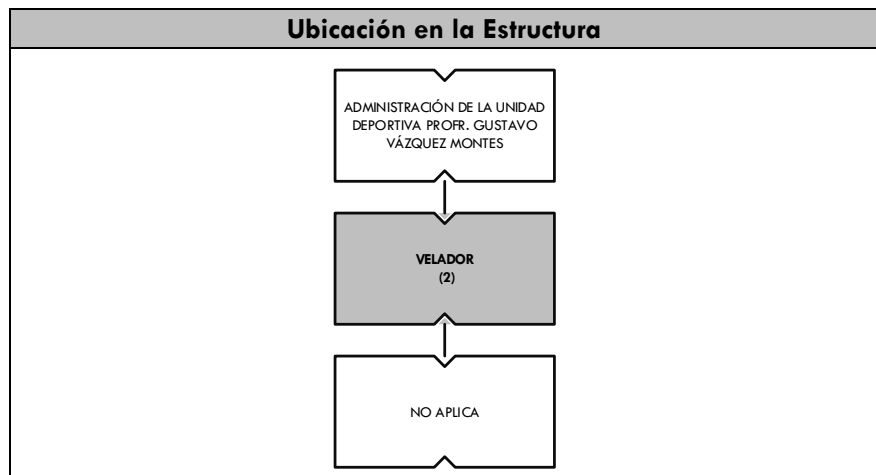 Ubicación en la Estructura
ADMINISTRACIÓN DE LA UNIDAD
DEPORTIVA PROFR. GUSTAVO
VÁZQUEZ MONTES
VELADOR
(2)
NO APLICA